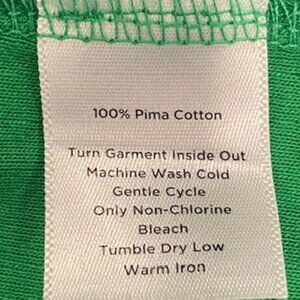 100% Pima Cotton
Turn Garment Inside Out
Machine Wash Cold
Gentle Cycle
Only Non-Chlorine
Bleach
Tumble Dry Low
Warm Iron